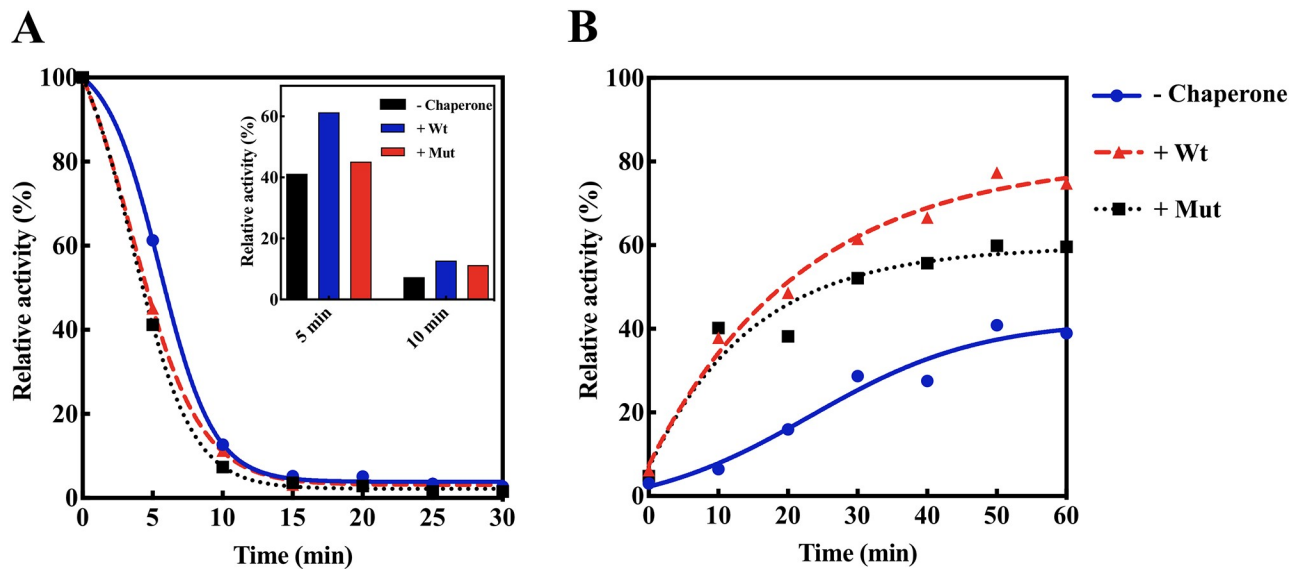 A
Relative activity (%)
100
80
60
40
20
0
0 5 10 15 20 25 30
Time (min)
Relative activity (%)
60
40
20
0
- Chaperone
+ Wt
+ Mut
5 min
10 min
B
Relative activity (%)
100
80
60
40
20
0
0 10 20 30 40 50 60
Time (min)
- Chaperone
+ Wt
+ Mut